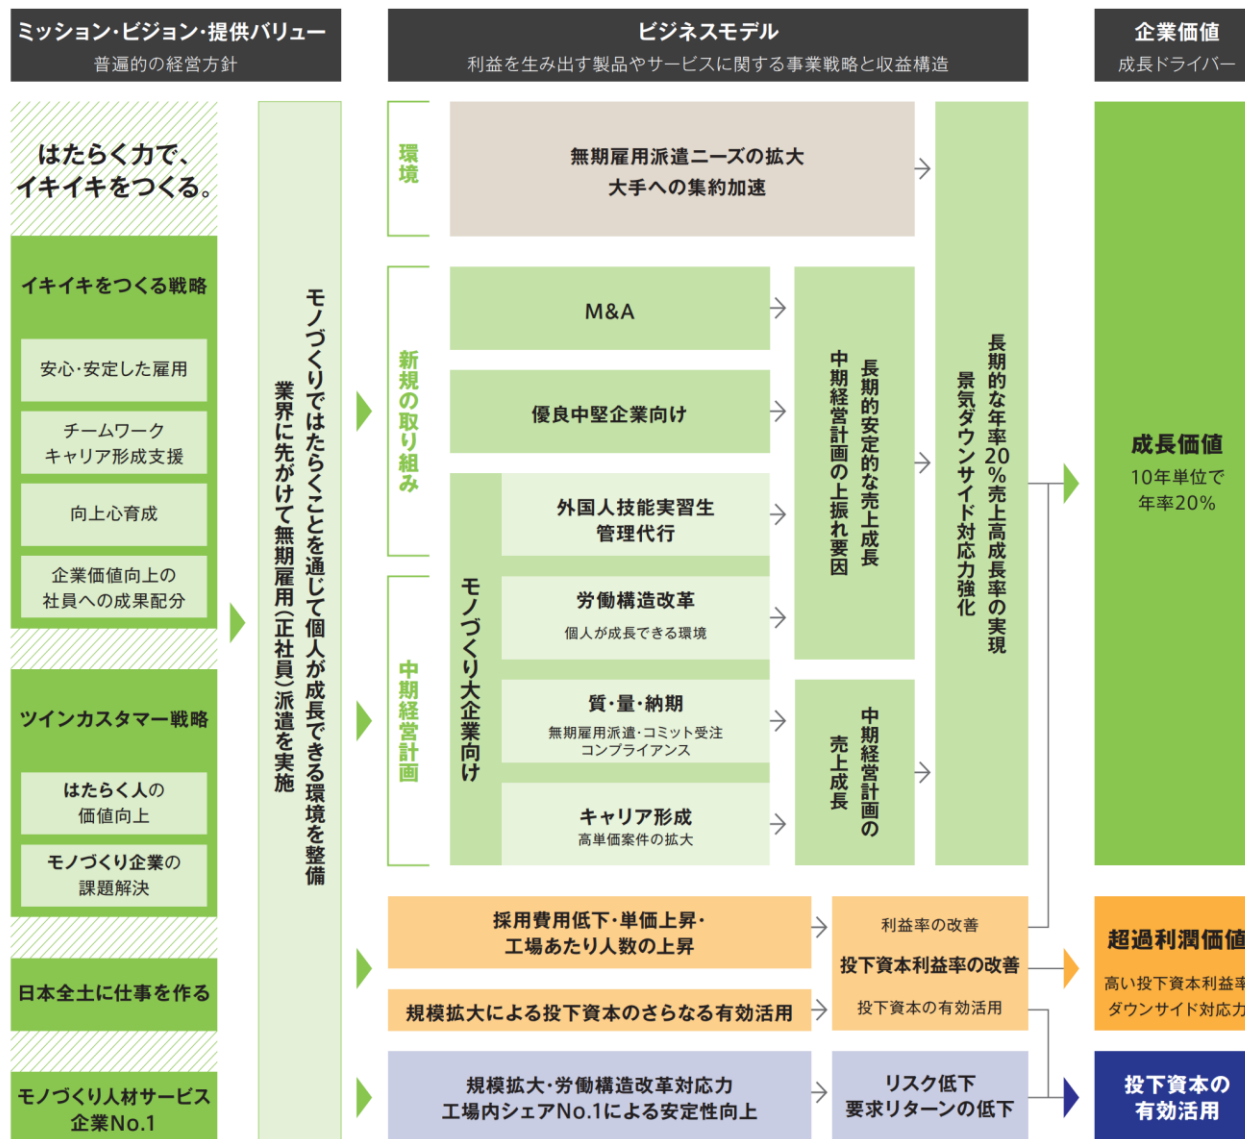 ミッション・ビジョン・提供バリュー
普遍的の経営方針
はたらく力で、
イキイキをつくる。
イキイキをつくる戦略
安心・安定した雇用
チームワーク
キャリア形成支援
向上心育成
企業価値向上の
社員への成果配分
ツインカスタマー戦略
はたらく人の
価値向上
モノづくり企業の
課題解決
日本全土に仕事を作る
モノづくり人材サービス
企業No.1
モノづくりではたらくことを通じて個人が成長できる環境を整備
業界に先がけて無期雇用(正社員)派遣を実施
ビジネスモデル
利益を生み出す製品やサービスに関する事業戦略と収益構造
環境
無期雇用派遣ニーズの拡大
大手への集約加速
新規の取り組み
M&A
優良中堅企業向け
外国人技能実習生
管理代行
中期経営計画
モノづくり大企業向け
労働構造改革
個人が成長できる環境
質・量・納期
無期雇用派遣・コミット受注
コンプライアンス
キャリア形成
高単価案件の拡大
長期的安定的な売上成長
中期経営計画の上振れ要因
中期経営計画の
売上成長
長期的な年率20%売上高成長率の実現
景気ダウンサイド対応力強化
採用費用低下・単価上昇・
工場あたり人数の上昇
規模拡大による投下資本のさらなる有効活用
利益率の改善
投下資本利益率の改善
投下資本の有効活用
規模拡大・労働構造改革対応力
工場内シェアNo.1による安定性向上
リスク低下
要求リターンの低下
企業価値
成長ドライバー
成長価値
10年単位で
年率20%
超過利潤価値
高い投下資本利益率
ダウンサイド対応力
投下資本の
有効活用